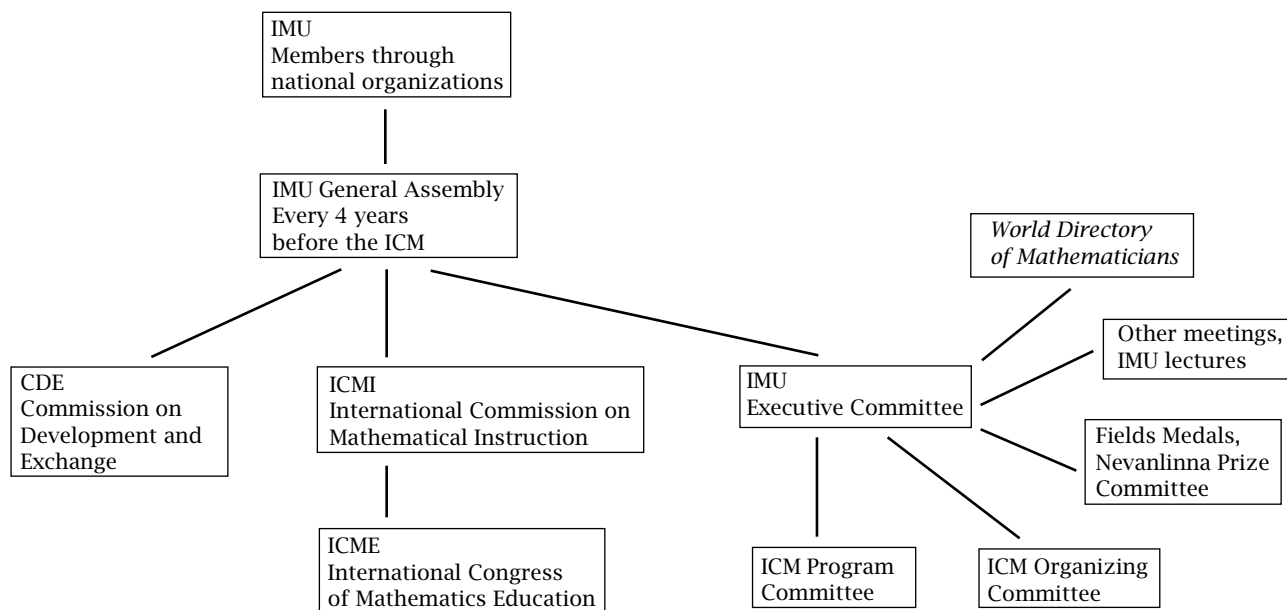 IMU
Members through
national organizations
IMU General Assembly
Every 4 years
before the ICM
World Directory
of Mathematicians
Other meetings,
IMU lectures
CDE
Commission on
Development and
Exchange
ICMI
International Commission on
Mathematical Instruction
IMU
Executive Committee
Fields Medals,
Nevanlinna Prize
Committee
ICME
International Congress
of Mathematics Education
ICM Program
Committee
ICM Organizing
Committee